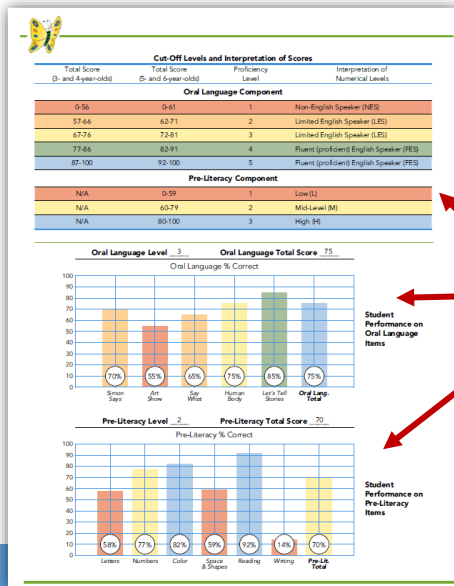 Cut-Off Levels and Interpretation of Scores
Total Score Total Score Proficiency Interpretation of
(3- and 4-year-olds) (5- and 6-year-olds) Level Numerical Levels
Oral Language Component
0-56 0-61 1 Non-English Speaker (NES)
57-66 62-71 2 Limited English Speaker (LES)
67-76 72-81 3 Limited English Speaker (LES)
77-86 82-91 4 Fluent (proficient) English Speaker (FES)
87-100 92-100 5 Fluent (proficient) English Speaker (FES)
Pre-Literacy Component
N/A 0-59 1 Low (L)
N/A 60-79 2 Mid-Level (M)
N/A 80-100 3 High (H)
Oral Language Level 3 Oral Language Total Score 75
Oral Language % Correct
100
90
80
70
60
50
40
30
20
10
0
70% 55% 65% 75% 85% 75%
Simon Art Say Human Let's Tell Oral Lang.
Says Show What Body Stories Total
Student
Performance on
Oral Language
Items
Pre-Literacy Level 2 Pre-Literacy Total Score 70
Pre-Literacy % Correct
100
90
80
70
60
50
40
30
20
10
0
58% 77% 82% 59% 92% 14% 70%
Letters Numbers Color Space Reading Writing Pre-Lit.
& Shapes Total
Student
Performance on
Pre-Literacy
Items